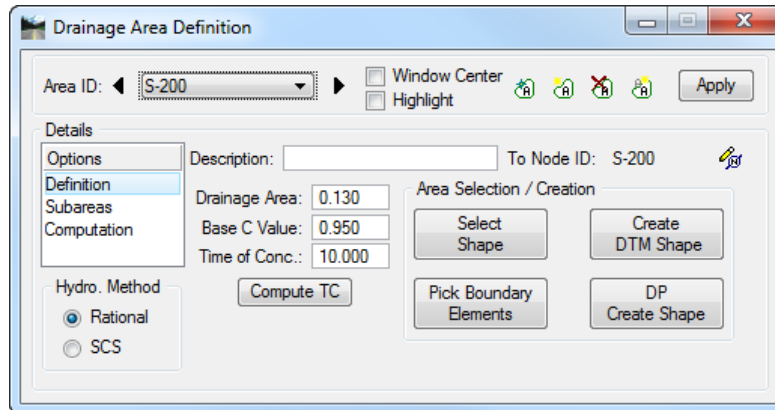 Drainage Area Definition
Area ID: S-200
Window Center
Highlight
Apply
Details
Options
Definition
Subareas
Computation
Description:
To Node ID: S-200
Drainage Area: 0.130
Base C Value: 0.950
Time of Conc.: 10.000
Compute TC
Area Selection / Creation
Select
Shape
Create
DTM Shape
Pick Boundary
Elements
DP
Create Shape
Hydro. Method
Rational
SCS